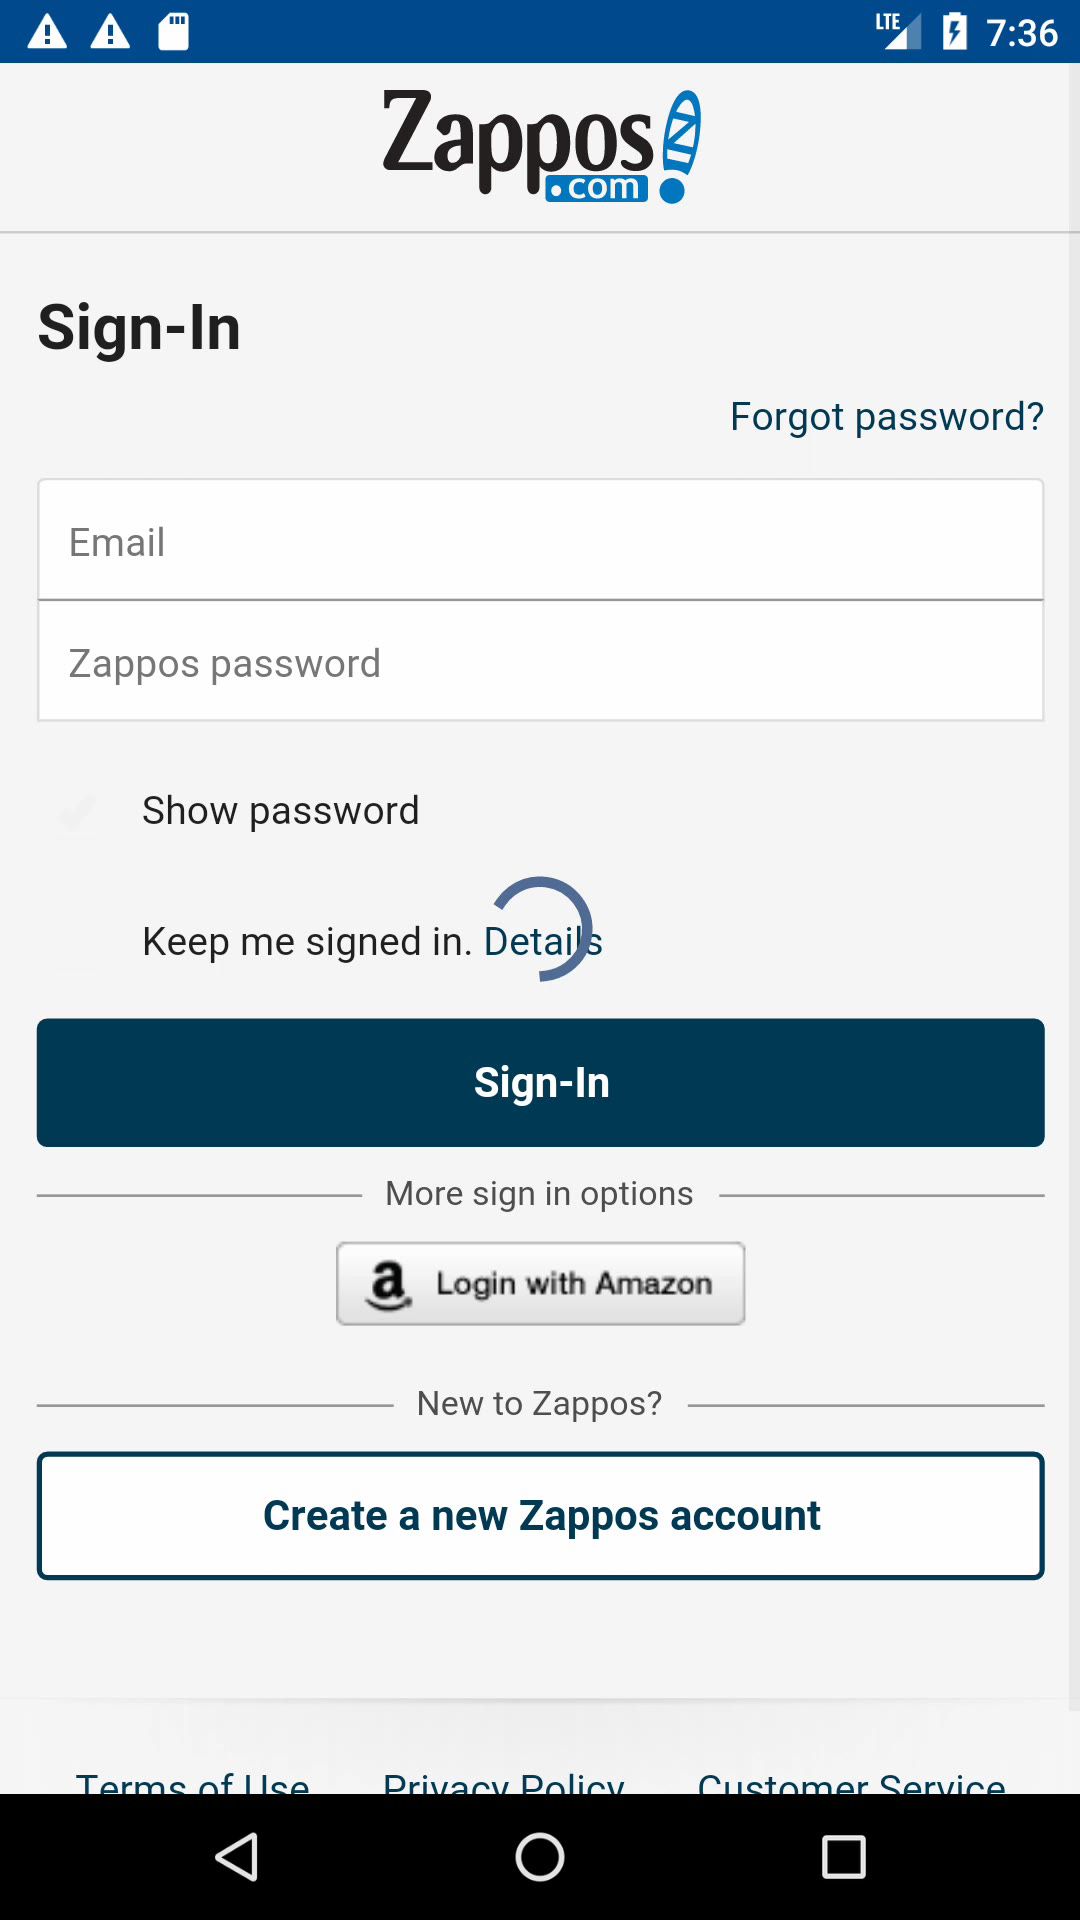 LTE 7:36
Zappos
.com
Sign-In
Forgot password?
Email
Zappos password
Show password
Keep me signed in. Details
Sign-In
More sign in options
a Login with Amazon
New to Zappos?
Create a new Zappos account
Terms of Use Privacy Policy Customer Service